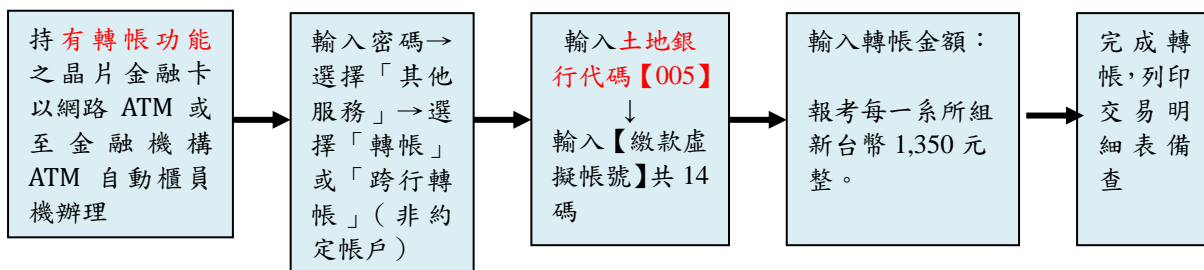 持有轉帳功能
之晶片金融卡
以網路 ATM 或
至金融機構
ATM 自動櫃員
機辦理
輸入密碼→
選擇「其他
服務」→選
擇「轉帳」
或「跨行轉
帳」（非約
定帳戶）
輸入土地銀
行代碼【005】
↓
輸入【繳款虛
擬帳號】共 14
碼
輸入轉帳金額：
報考每一系所組
新台幣 1,350 元
整。
完成轉
帳，列印
交易明
細表備
查